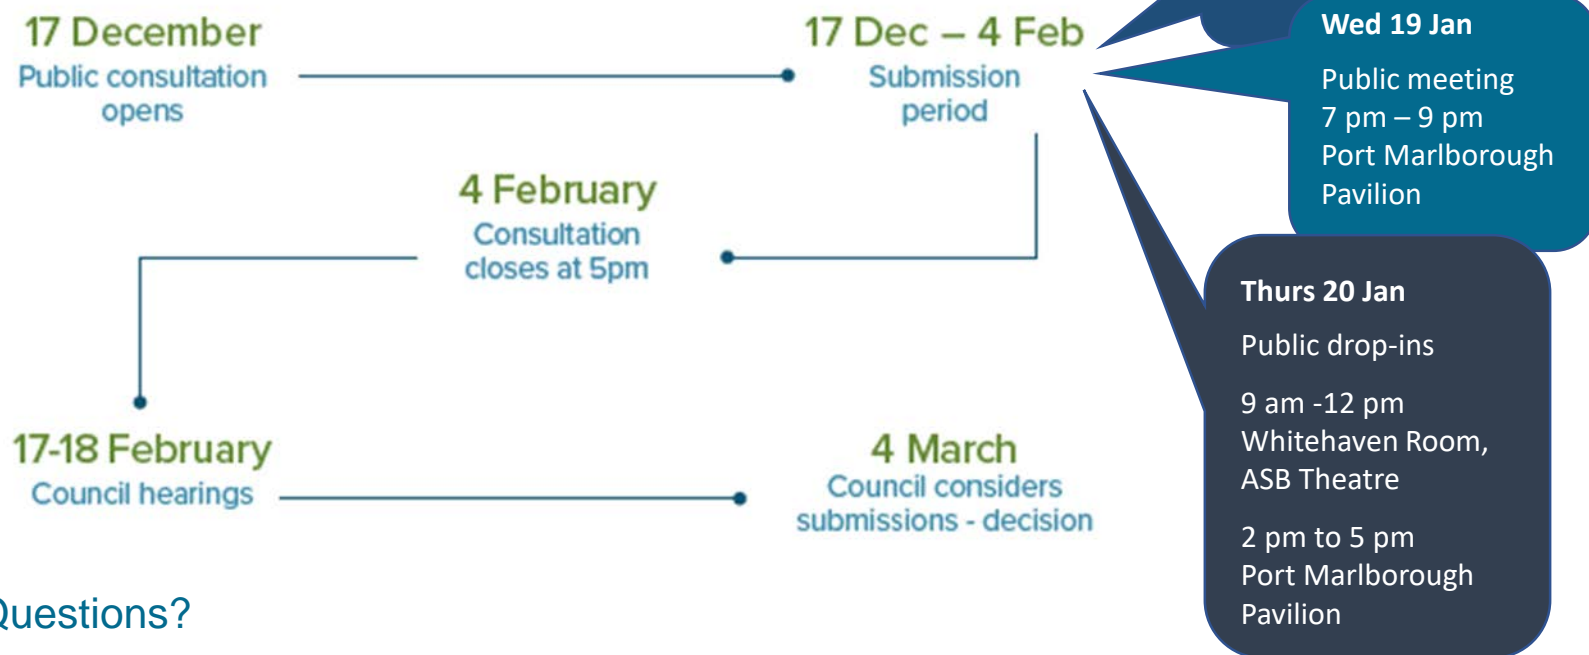 17 December
Public consultation
opens
17 Dec – 4 Feb
Submission
period
Wed 19 Jan
Public meeting
7 pm – 9 pm
Port Marlborough
Pavilion
4 February
Consultation
closes at 5pm
Thurs 20 Jan
Public drop-ins
9 am -12 pm
Whitehaven Room,
ASB Theatre
2 pm to 5 pm
Port Marlborough
Pavilion
17-18 February
Council hearings
4 March
Council considers
submissions - decision
Questions?